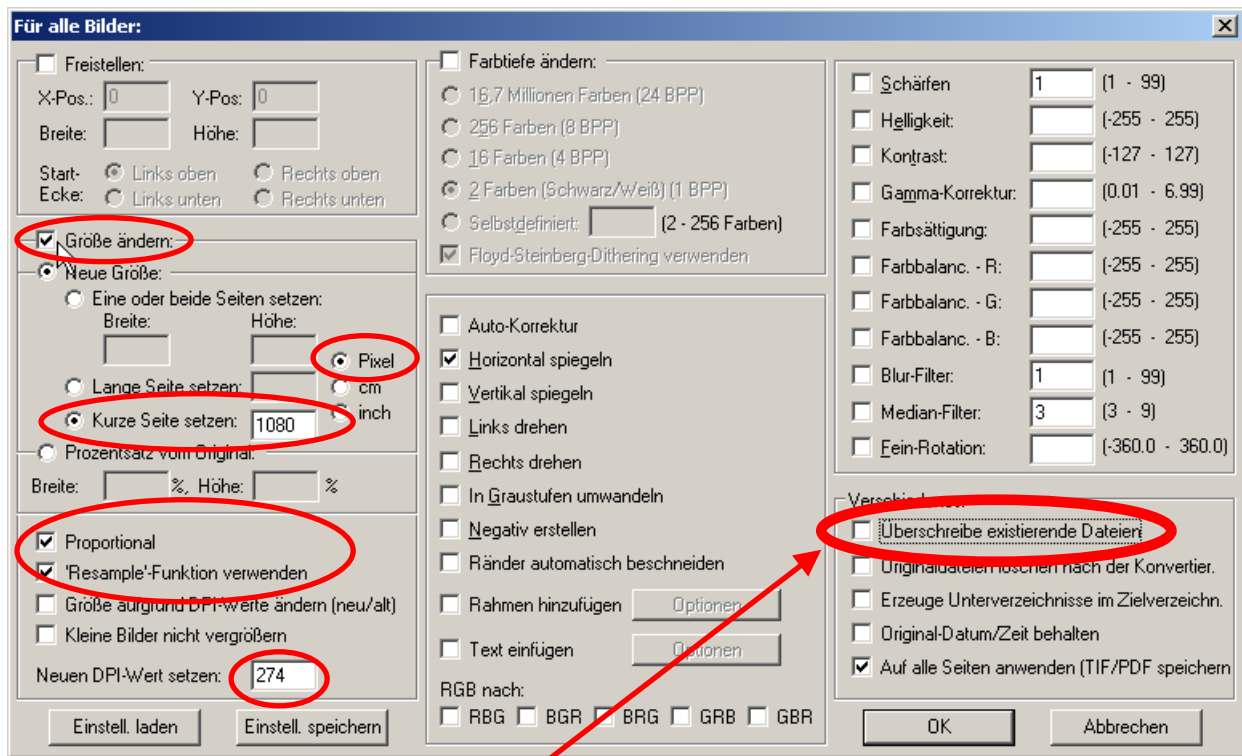 Für alle Bilder:
Freistellen:
X-Pos.: 0 Y-Pos: 0
Breite: Höhe:
Start-Ecke: Links oben Rechts oben
Links unten Rechts unten
Größe ändern:
Neue Größe:
Eine oder beide Seiten setzen:
Breite: Höhe:
Pixel
Lange Seite setzen: cm
Kurze Seite setzen: 1080 inch
Prozentsatz vom Original:
Breite: %, Höhe: %
Proportional
'Resample'-Funktion verwenden
Größe aufgrund DPI-Werte ändern (neu/alt)
Kleine Bilder nicht vergrößern
Neuen DPI-Wert setzen: 274
Einstell. laden Einstell. speichern
Farbtiefe ändern:
16,7 Millionen Farben (24 BPP)
256 Farben (8 BPP)
16 Farben (4 BPP)
2 Farben (Schwarz/Weiß) (1 BPP)
Selbstdefiniert: (2 - 256 Farben)
Floyd-Steinberg-Dithering verwenden
Auto-Korrektur
Horizontal spiegeln
Vertikal spiegeln
Links drehen
Rechts drehen
In Graustufen umwandeln
Negativ erstellen
Ränder automatisch beschneiden
Rahmen hinzufügen Optionen
Text einfügen Optionen
RGB nach:
RBG BGR BRG GRB GBR
Schärfen 1 (1 - 99)
Helligkeit: (-255 - 255)
Kontrast: (-127 - 127)
Gamma-Korrektur: (0.01 - 6.99)
Farbsättigung: (-255 - 255)
Farbbalanc. - R: (-255 - 255)
Farbbalanc. - G: (-255 - 255)
Farbbalanc. - B: (-255 - 255)
Blur-Filter: 1 (1 - 99)
Median-Filter: 3 (3 - 9)
Fein-Rotation: (-360.0 - 360.0)
Verschiedenes:
Überschreibe existierende Dateien
Originaldateien löschen nach der Konvertier.
Erzeuge Unterverzeichnisse im Zielverzeichn.
Original-Datum/Zeit behalten
Auf alle Seiten anwenden (TIF/PDF speichern
OK Abbrechen